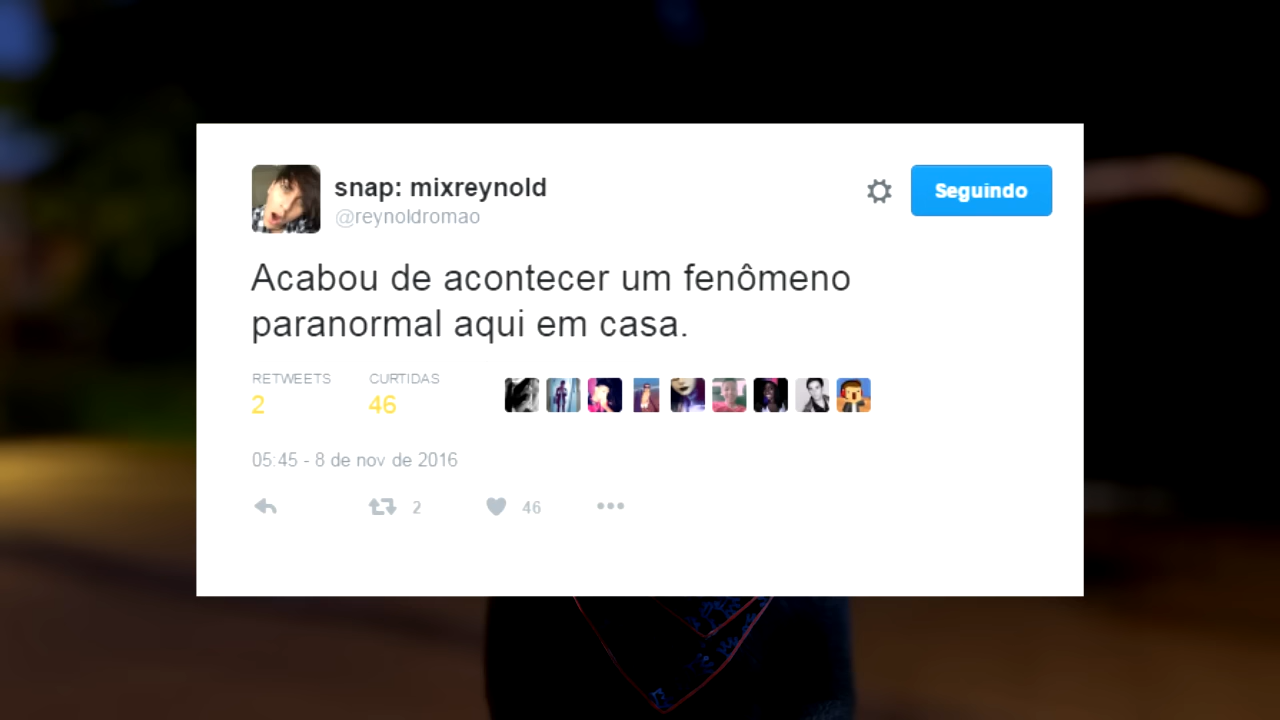 snap: mixreynold
@reynoldromao
Seguindo
Acabou de acontecer um fenômeno
paranormal aqui em casa.
RETWEETS CURTIDAS
2 46
05:45 - 8 de nov de 2016
2 46